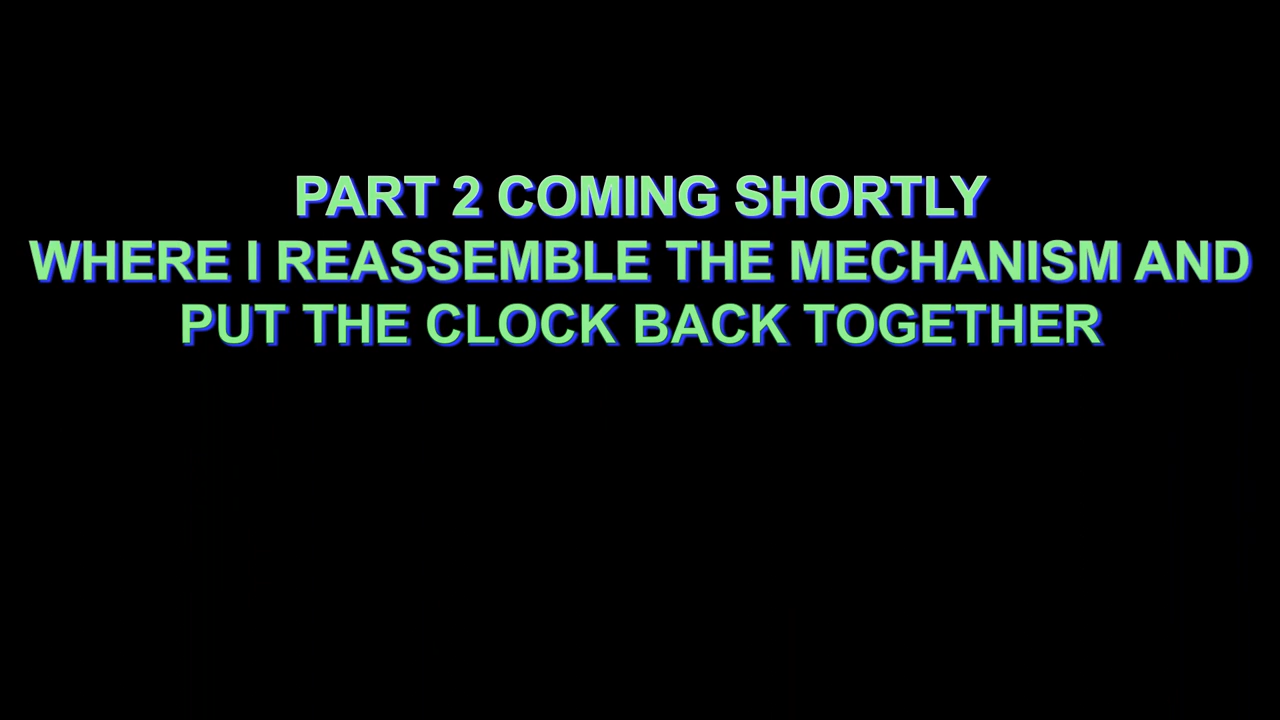 PART 2 COMING SHORTLY
WHERE I REASSEMBLE THE MECHANISM AND
PUT THE CLOCK BACK TOGETHER